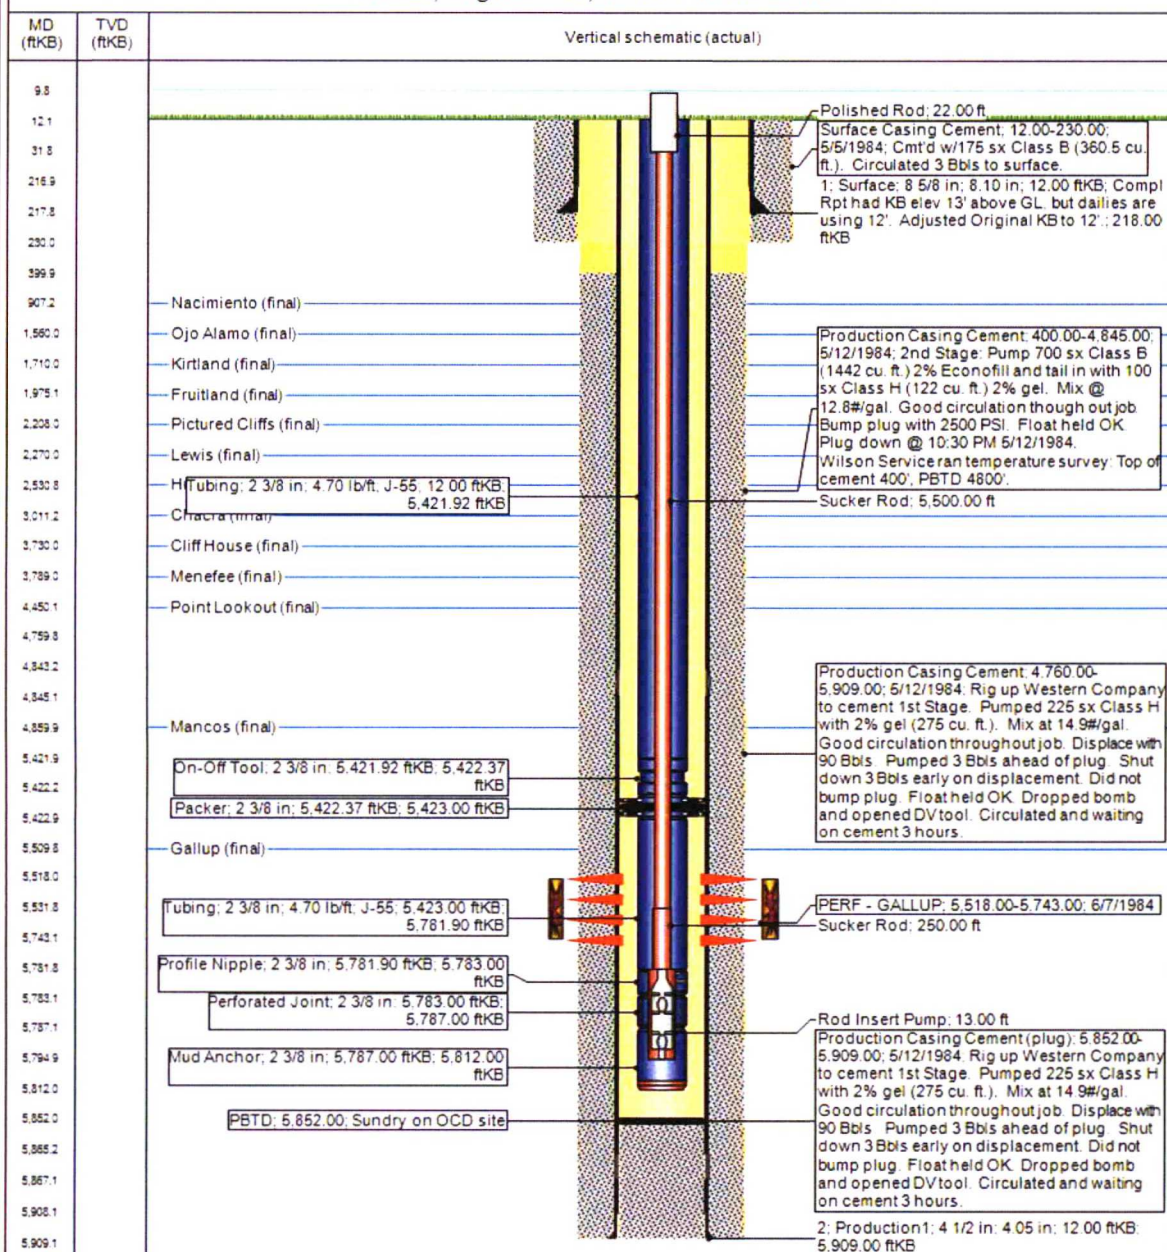 MD
(ftKB)
TVD
(ftKB)
Vertical schematic (actual)
9.8
12.1
31.8
216.9
217.8
230.0
399.9
907.2
1,560.0
1,710.0
1,975.1
2,208.0
2,270.0
2,530.8
3,011.2
3,730.0
3,789.0
4,450.1
4,759.8
4,843.2
4,845.1
4,859.9
5,421.9
5,422.2
5,422.9
5,509.8
5,518.0
5,531.8
5,743.1
5,781.8
5,783.1
5,787.1
5,794.9
5,812.0
5,852.0
5,865.2
5,867.1
5,908.1
5,909.1
Nacimiento (final)
Ojo Alamo (final)
Kirtland (final)
Fruitland (final)
Pictured Cliffs (final)
Lewis (final)
Tubing; 2 3/8 in; 4.70 lb/ft; J-55; 12.00 ftKB;
5,421.92 ftKB
Chacra (final)
Cliff House (final)
Menefee (final)
Point Lookout (final)
Mancos (final)
On-Off Tool; 2 3/8 in; 5,421.92 ftKB; 5,422.37
ftKB
Packer; 2 3/8 in; 5,422.37 ftKB; 5,423.00 ftKB
Gallup (final)
Tubing; 2 3/8 in; 4.70 lb/ft; J-55; 5,423.00 ftKB;
5,781.90 ftKB
Profile Nipple; 2 3/8 in; 5,781.90 ftKB; 5,783.00
ftKB
Perforated Joint; 2 3/8 in; 5,783.00 ftKB;
5,787.00 ftKB
Mud Anchor; 2 3/8 in; 5,787.00 ftKB; 5,812.00
ftKB
PBTD; 5,852.00; Sundry on OCD site
Polished Rod; 22.00 ft
Surface Casing Cement; 12.00-230.00;
5/5/1984; Cmt'd w/175 sx Class B (360.5 cu.
ft.). Circulated 3 Bbls to surface.
1; Surface; 8 5/8 in; 8.10 in; 12.00 ftKB; Compl
Rpt had KB elev 13' above GL, but dailies are
using 12'. Adjusted Original KB to 12'.; 218.00
ftKB
Production Casing Cement; 400.00-4,845.00;
5/12/1984; 2nd Stage: Pump 700 sx Class B
(1442 cu. ft.) 2% Econofill and tail in with 100
sx Class H (122 cu. ft.) 2% gel. Mix @
12.8#/gal. Good circulation though out job.
Bump plug with 2500 PSI. Float held OK.
Plug down @ 10:30 PM 5/12/1984.
Wilson Service ran temperature survey: Top of
cement 400', PBTD 4800'.
Sucker Rod; 5,500.00 ft
Production Casing Cement; 4,760.00-
5,909.00; 5/12/1984; Rig up Western Company
to cement 1st Stage. Pumped 225 sx Class H
with 2% gel (275 cu. ft.). Mix at 14.9#/gal.
Good circulation throughout job. Displace with
90 Bbls. Pumped 3 Bbls ahead of plug. Shut
down 3 Bbls early on displacement. Did not
bump plug. Float held OK. Dropped bomb
and opened DV tool. Circulated and waiting
on cement 3 hours.
PERF - GALLUP; 5,518.00-5,743.00; 6/7/1984
Sucker Rod; 250.00 ft
Rod Insert Pump; 13.00 ft
Production Casing Cement (plug); 5,852.00-
5,909.00; 5/12/1984; Rig up Western Company
to cement 1st Stage. Pumped 225 sx Class H
with 2% gel (275 cu. ft.). Mix at 14.9#/gal.
Good circulation throughout job. Displace with
90 Bbls. Pumped 3 Bbls ahead of plug. Shut
down 3 Bbls early on displacement. Did not
bump plug. Float held OK. Dropped bomb
and opened DV tool. Circulated and waiting
on cement 3 hours.
2; Production1; 4 1/2 in; 4.05 in; 12.00 ftKB;
5,909.00 ftKB